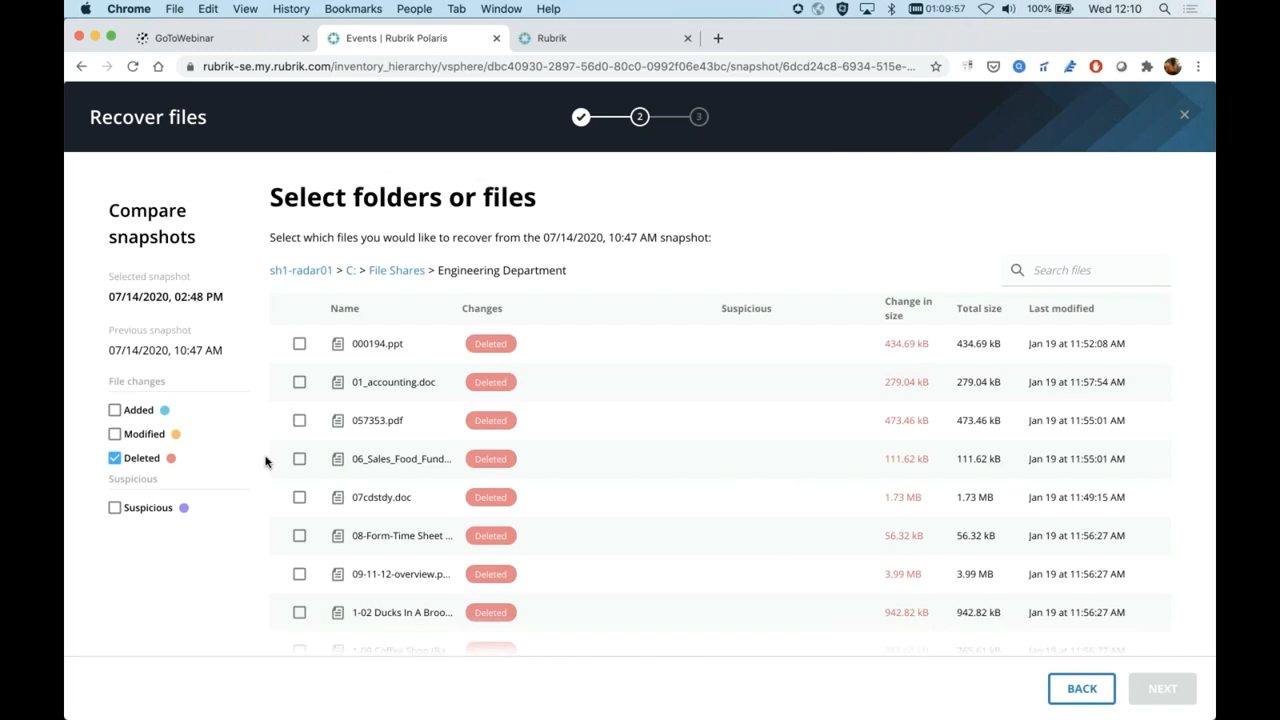 Chrome File Edit View History Bookmarks People Tab Window Help 01:09:57 100% Wed 12:10
GoToWebinar Events | Rubrik Polaris Rubrik
rubrik-se.my.rubrik.com/inventory_hierarchy/vsphere/dbc40930-2897-56d0-80c0-0992f06e43bc/snapshot/6dcd24c8-6934-515e-...
Recover files
2 3
Compare
snapshots
Selected snapshot
07/14/2020, 02:48 PM
Previous snapshot
07/14/2020, 10:47 AM
File changes
Added
Modified
Deleted
Suspicious
Suspicious
Select folders or files
Select which files you would like to recover from the 07/14/2020, 10:47 AM snapshot:
sh1-radar01 > C: > File Shares > Engineering Department
Search files
Name Changes Suspicious Change in size Total size Last modified
000194.ppt Deleted 434.69 kB 434.69 kB Jan 19 at 11:52:08 AM
01_accounting.doc Deleted 279.04 kB 279.04 kB Jan 19 at 11:57:54 AM
057353.pdf Deleted 473.46 kB 473.46 kB Jan 19 at 11:55:01 AM
06_Sales_Food_Fund... Deleted 111.62 kB 111.62 kB Jan 19 at 11:55:01 AM
07cdstdy.doc Deleted 1.73 MB 1.73 MB Jan 19 at 11:49:15 AM
08-Form-Time Sheet ... Deleted 56.32 kB 56.32 kB Jan 19 at 11:56:27 AM
09-11-12-overview.p... Deleted 3.99 MB 3.99 MB Jan 19 at 11:56:27 AM
1-02 Ducks In A Broo... Deleted 942.82 kB 942.82 kB Jan 19 at 11:56:27 AM
BACK NEXT